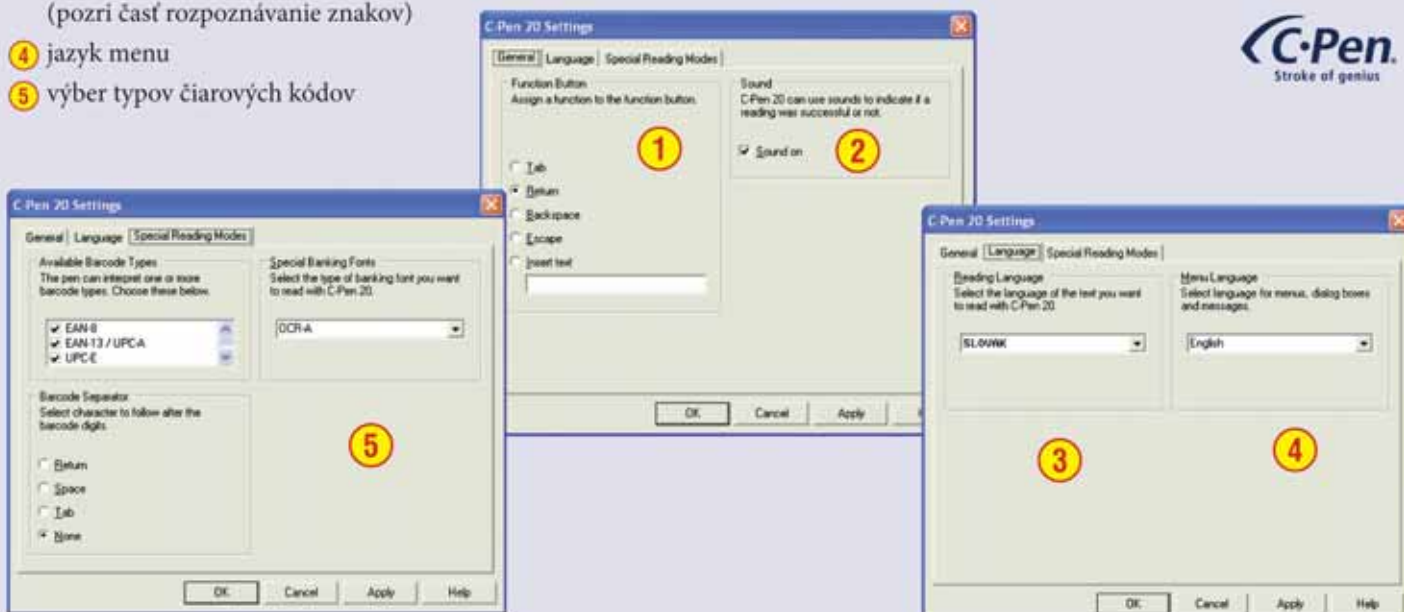 (pozri časť rozpoznávanie znakov)
4 jazyk menu
5 výber typov čiarových kódov
C-Pen.
Stroke of genius
C-Pen 20 Settings
General Language Special Reading Modes
Function Button
Assign a function to the function button.
1
Tab
Return
Backspace
Escape
Insert text
Sound
C-Pen 20 can use sounds to indicate if a
reading was successful or not.
Sound on
2
OK Cancel Apply
C-Pen 20 Settings
General Language Special Reading Modes
Available Barcode Types
The pen can interpret one or more
barcode types. Choose these below.
EAN-8
EAN-13 / UPC-A
UPC-E
Special Banking Fonts
Select the type of banking font you want
to read with C-Pen 20.
OCR-A
Barcode Separator
Select character to follow after the
barcode digits.
Return
Space
Tab
None
5
OK Cancel Apply Help
C-Pen 20 Settings
General Language Special Reading Modes
Reading Language
Select the language of the text you want
to read with C-Pen 20.
SLOVAK
3
Menu Language
Select language for menus, dialog boxes
and messages.
English
4
OK Cancel Apply Help